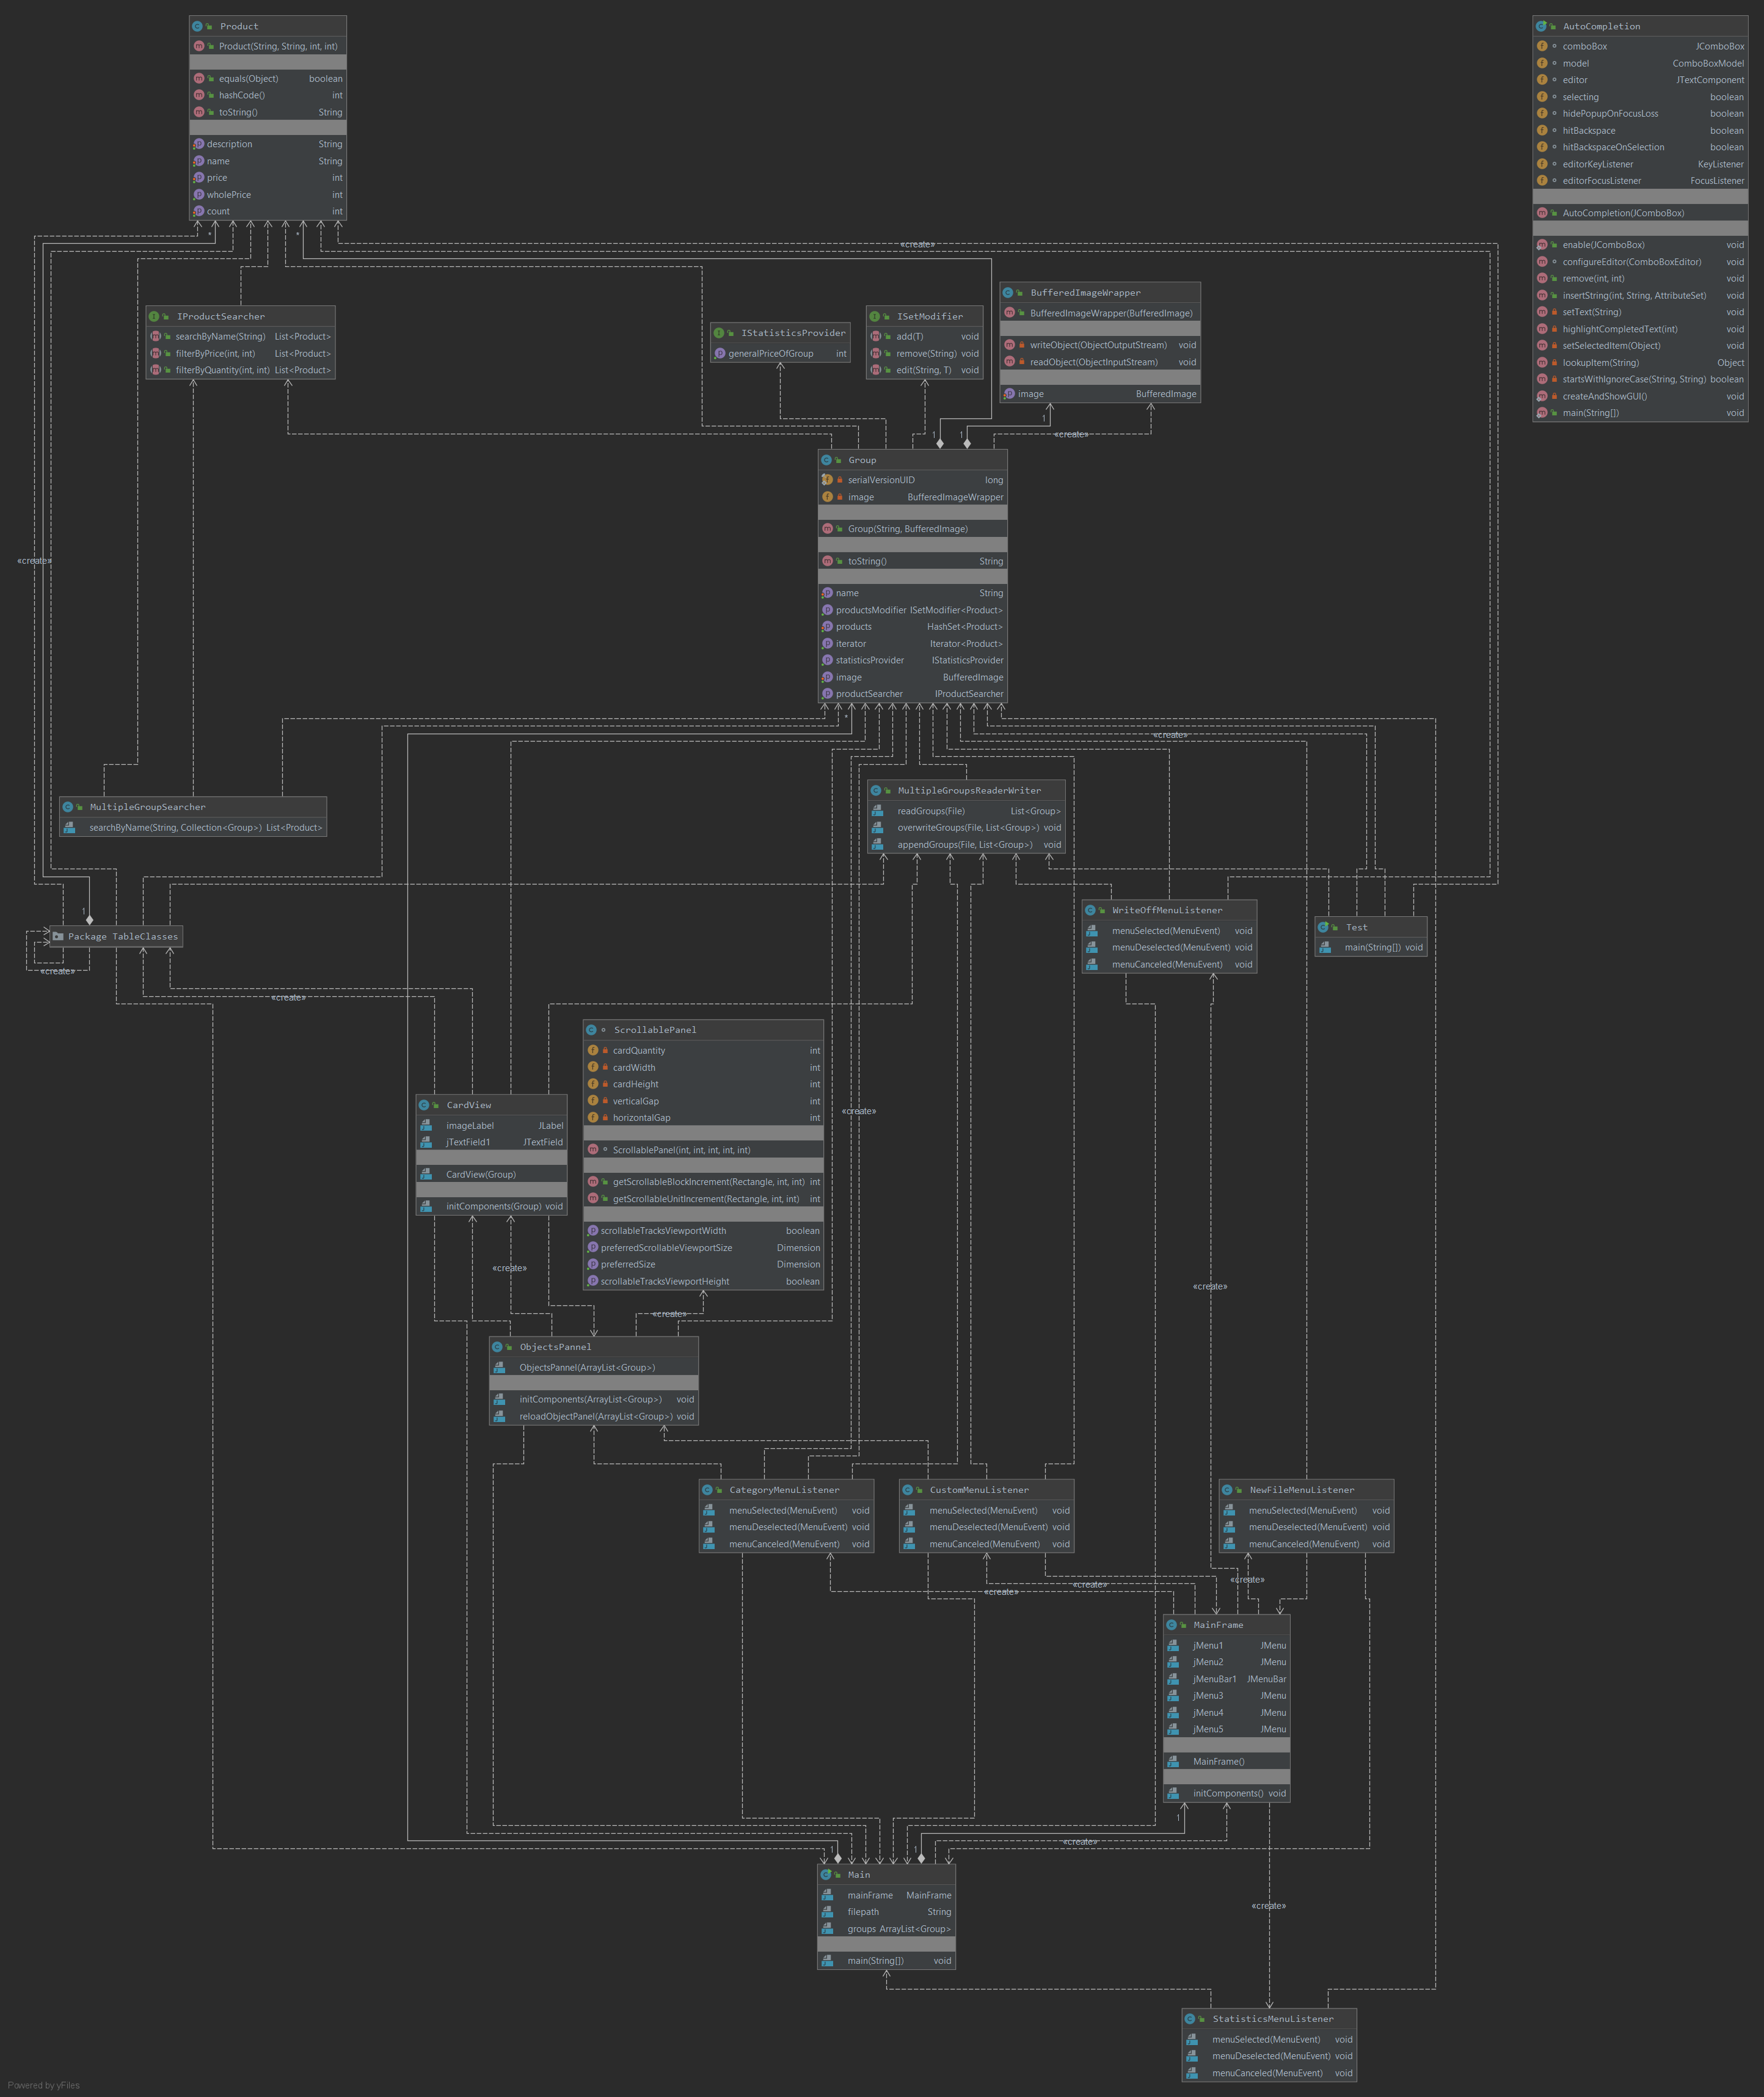 Product
Product(String, String, int, int)
equals(Object) boolean
hashCode() int
toString() String
description String
name String
price int
wholePrice int
count int
AutoCompletion
comboBox JComboBox
model ComboBoxModel
editor JTextComponent
selecting boolean
hidePopupOnFocusLoss boolean
hitBackspace boolean
hitBackspaceOnSelection boolean
editorKeyListener KeyListener
editorFocusListener FocusListener
AutoCompletion(JComboBox)
enable(JComboBox) void
configureEditor(ComboBoxEditor) void
remove(int, int) void
insertString(int, String, AttributeSet) void
setText(String) void
highlightCompletedText(int) void
setSelectedItem(Object) void
lookupItem(String) Object
startsWithIgnoreCase(String, String) boolean
createAndShowGUI() void
main(String[]) void
*
*
«create»
IProductSearcher
searchByName(String) List<Product>
filterByPrice(int, int) List<Product>
filterByQuantity(int, int) List<Product>
IStatisticsProvider
generalPriceOfGroup int
ISetModifier
add(T) void
remove(String) void
edit(String, T) void
BufferedImageWrapper
BufferedImageWrapper(BufferedImage)
writeObject(ObjectOutputStream) void
readObject(ObjectInputStream) void
image BufferedImage
1
1
1
«create»
Group
serialVersionUID long
image BufferedImageWrapper
Group(String, BufferedImage)
toString() String
name String
productsModifier ISetModifier<Product>
products HashSet<Product>
iterator Iterator<Product>
statisticsProvider IStatisticsProvider
image BufferedImage
productSearcher IProductSearcher
«create»
*
«create»
MultipleGroupSearcher
searchByName(String, Collection<Group>) List<Product>
MultipleGroupsReaderWriter
readGroups(File) List<Group>
overwriteGroups(File, List<Group>) void
appendGroups(File, List<Group>) void
1
Package TableClasses
«create»
«create»
WriteOffMenuListener
menuSelected(MenuEvent) void
menuDeselected(MenuEvent) void
menuCanceled(MenuEvent) void
Test
main(String[]) void
ScrollablePanel
cardQuantity int
cardWidth int
cardHeight int
verticalGap int
horizontalGap int
ScrollablePanel(int, int, int, int, int)
getScrollableBlockIncrement(Rectangle, int, int) int
getScrollableUnitIncrement(Rectangle, int, int) int
scrollableTracksViewportWidth boolean
preferredScrollableViewportSize Dimension
preferredSize Dimension
scrollableTracksViewportHeight boolean
CardView
imageLabel JLabel
jTextField1 JTextField
CardView(Group)
initComponents(Group) void
«create»
«create»
«create»
«create»
ObjectsPannel
ObjectsPannel(ArrayList<Group>)
initComponents(ArrayList<Group>) void
reloadObjectPanel(ArrayList<Group>) void
CategoryMenuListener
menuSelected(MenuEvent) void
menuDeselected(MenuEvent) void
menuCanceled(MenuEvent) void
CustomMenuListener
menuSelected(MenuEvent) void
menuDeselected(MenuEvent) void
menuCanceled(MenuEvent) void
NewFileMenuListener
menuSelected(MenuEvent) void
menuDeselected(MenuEvent) void
menuCanceled(MenuEvent) void
«create»
«create»
«create»
MainFrame
jMenu1 JMenu
jMenu2 JMenu
jMenuBar1 JMenuBar
jMenu3 JMenu
jMenu4 JMenu
jMenu5 JMenu
MainFrame()
initComponents() void
1
«create»
1
1
Main
mainFrame MainFrame
filepath String
groups ArrayList<Group>
main(String[]) void
«create»
StatisticsMenuListener
menuSelected(MenuEvent) void
menuDeselected(MenuEvent) void
menuCanceled(MenuEvent) void
Powered by yFiles